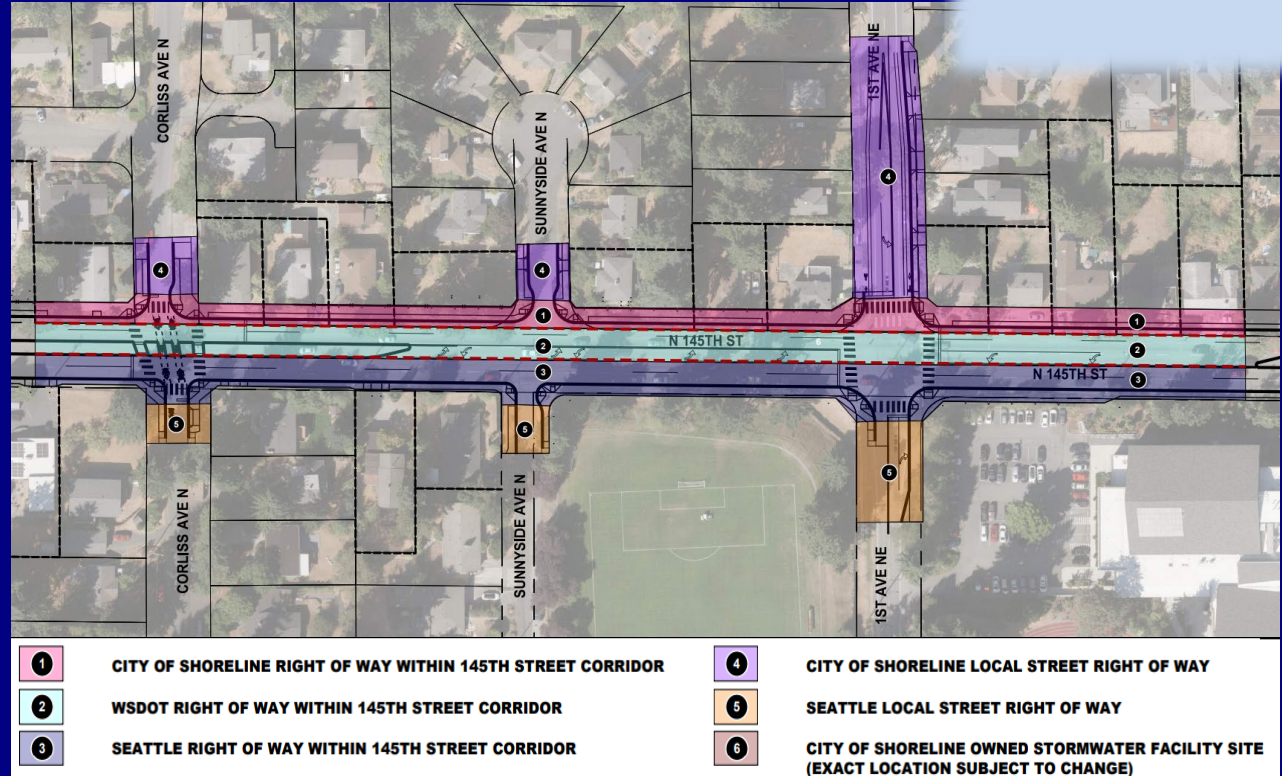 CORLISS AVE N
SUNNYSIDE AVE N
1ST AVE NE
4
4
4
1
1
2
N 145TH ST
6
2
3
N 145TH ST
3
5
5
5
CORLISS AVE N
SUNNYSIDE AVE N
1ST AVE NE
1 CITY OF SHORELINE RIGHT OF WAY WITHIN 145TH STREET CORRIDOR
2 WSDOT RIGHT OF WAY WITHIN 145TH STREET CORRIDOR
3 SEATTLE RIGHT OF WAY WITHIN 145TH STREET CORRIDOR
4 CITY OF SHORELINE LOCAL STREET RIGHT OF WAY
5 SEATTLE LOCAL STREET RIGHT OF WAY
6 CITY OF SHORELINE OWNED STORMWATER FACILITY SITE
(EXACT LOCATION SUBJECT TO CHANGE)